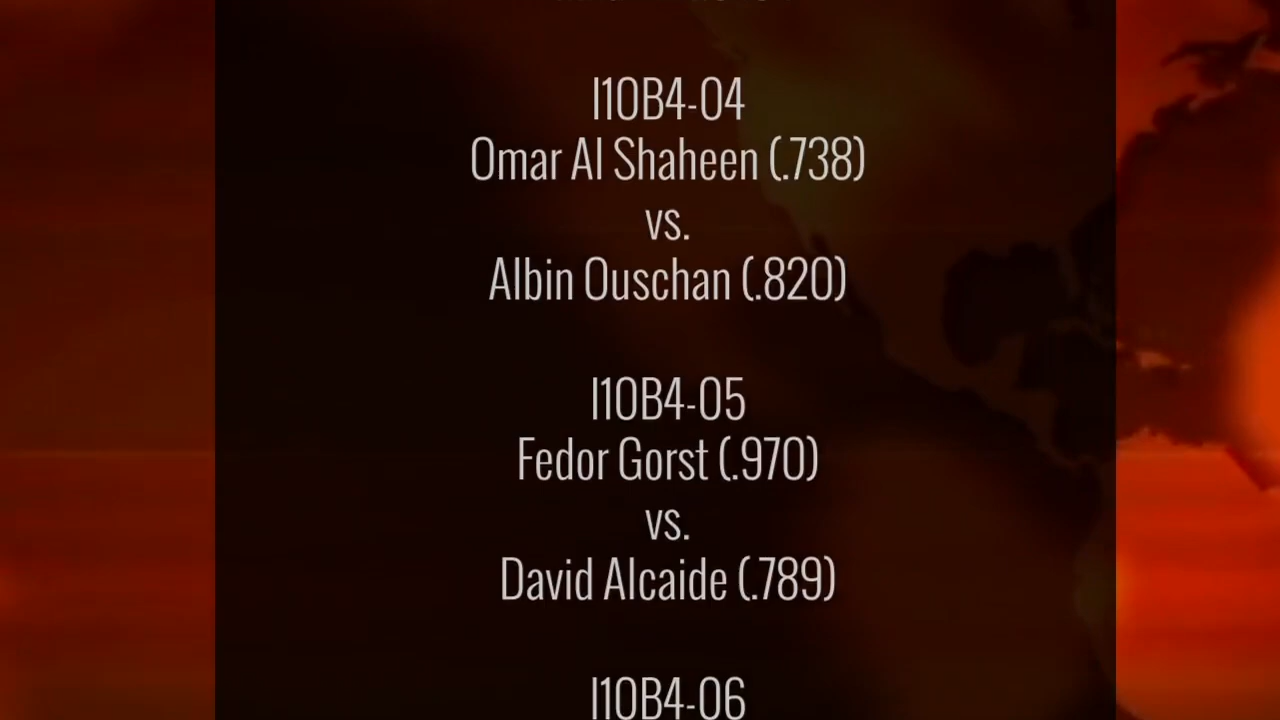 I10B4-04
Omar Al Shaheen (.738)
vs.
Albin Ouschan (.820)
I10B4-05
Fedor Gorst (.970)
vs.
David Alcaide (.789)
I10B4-06